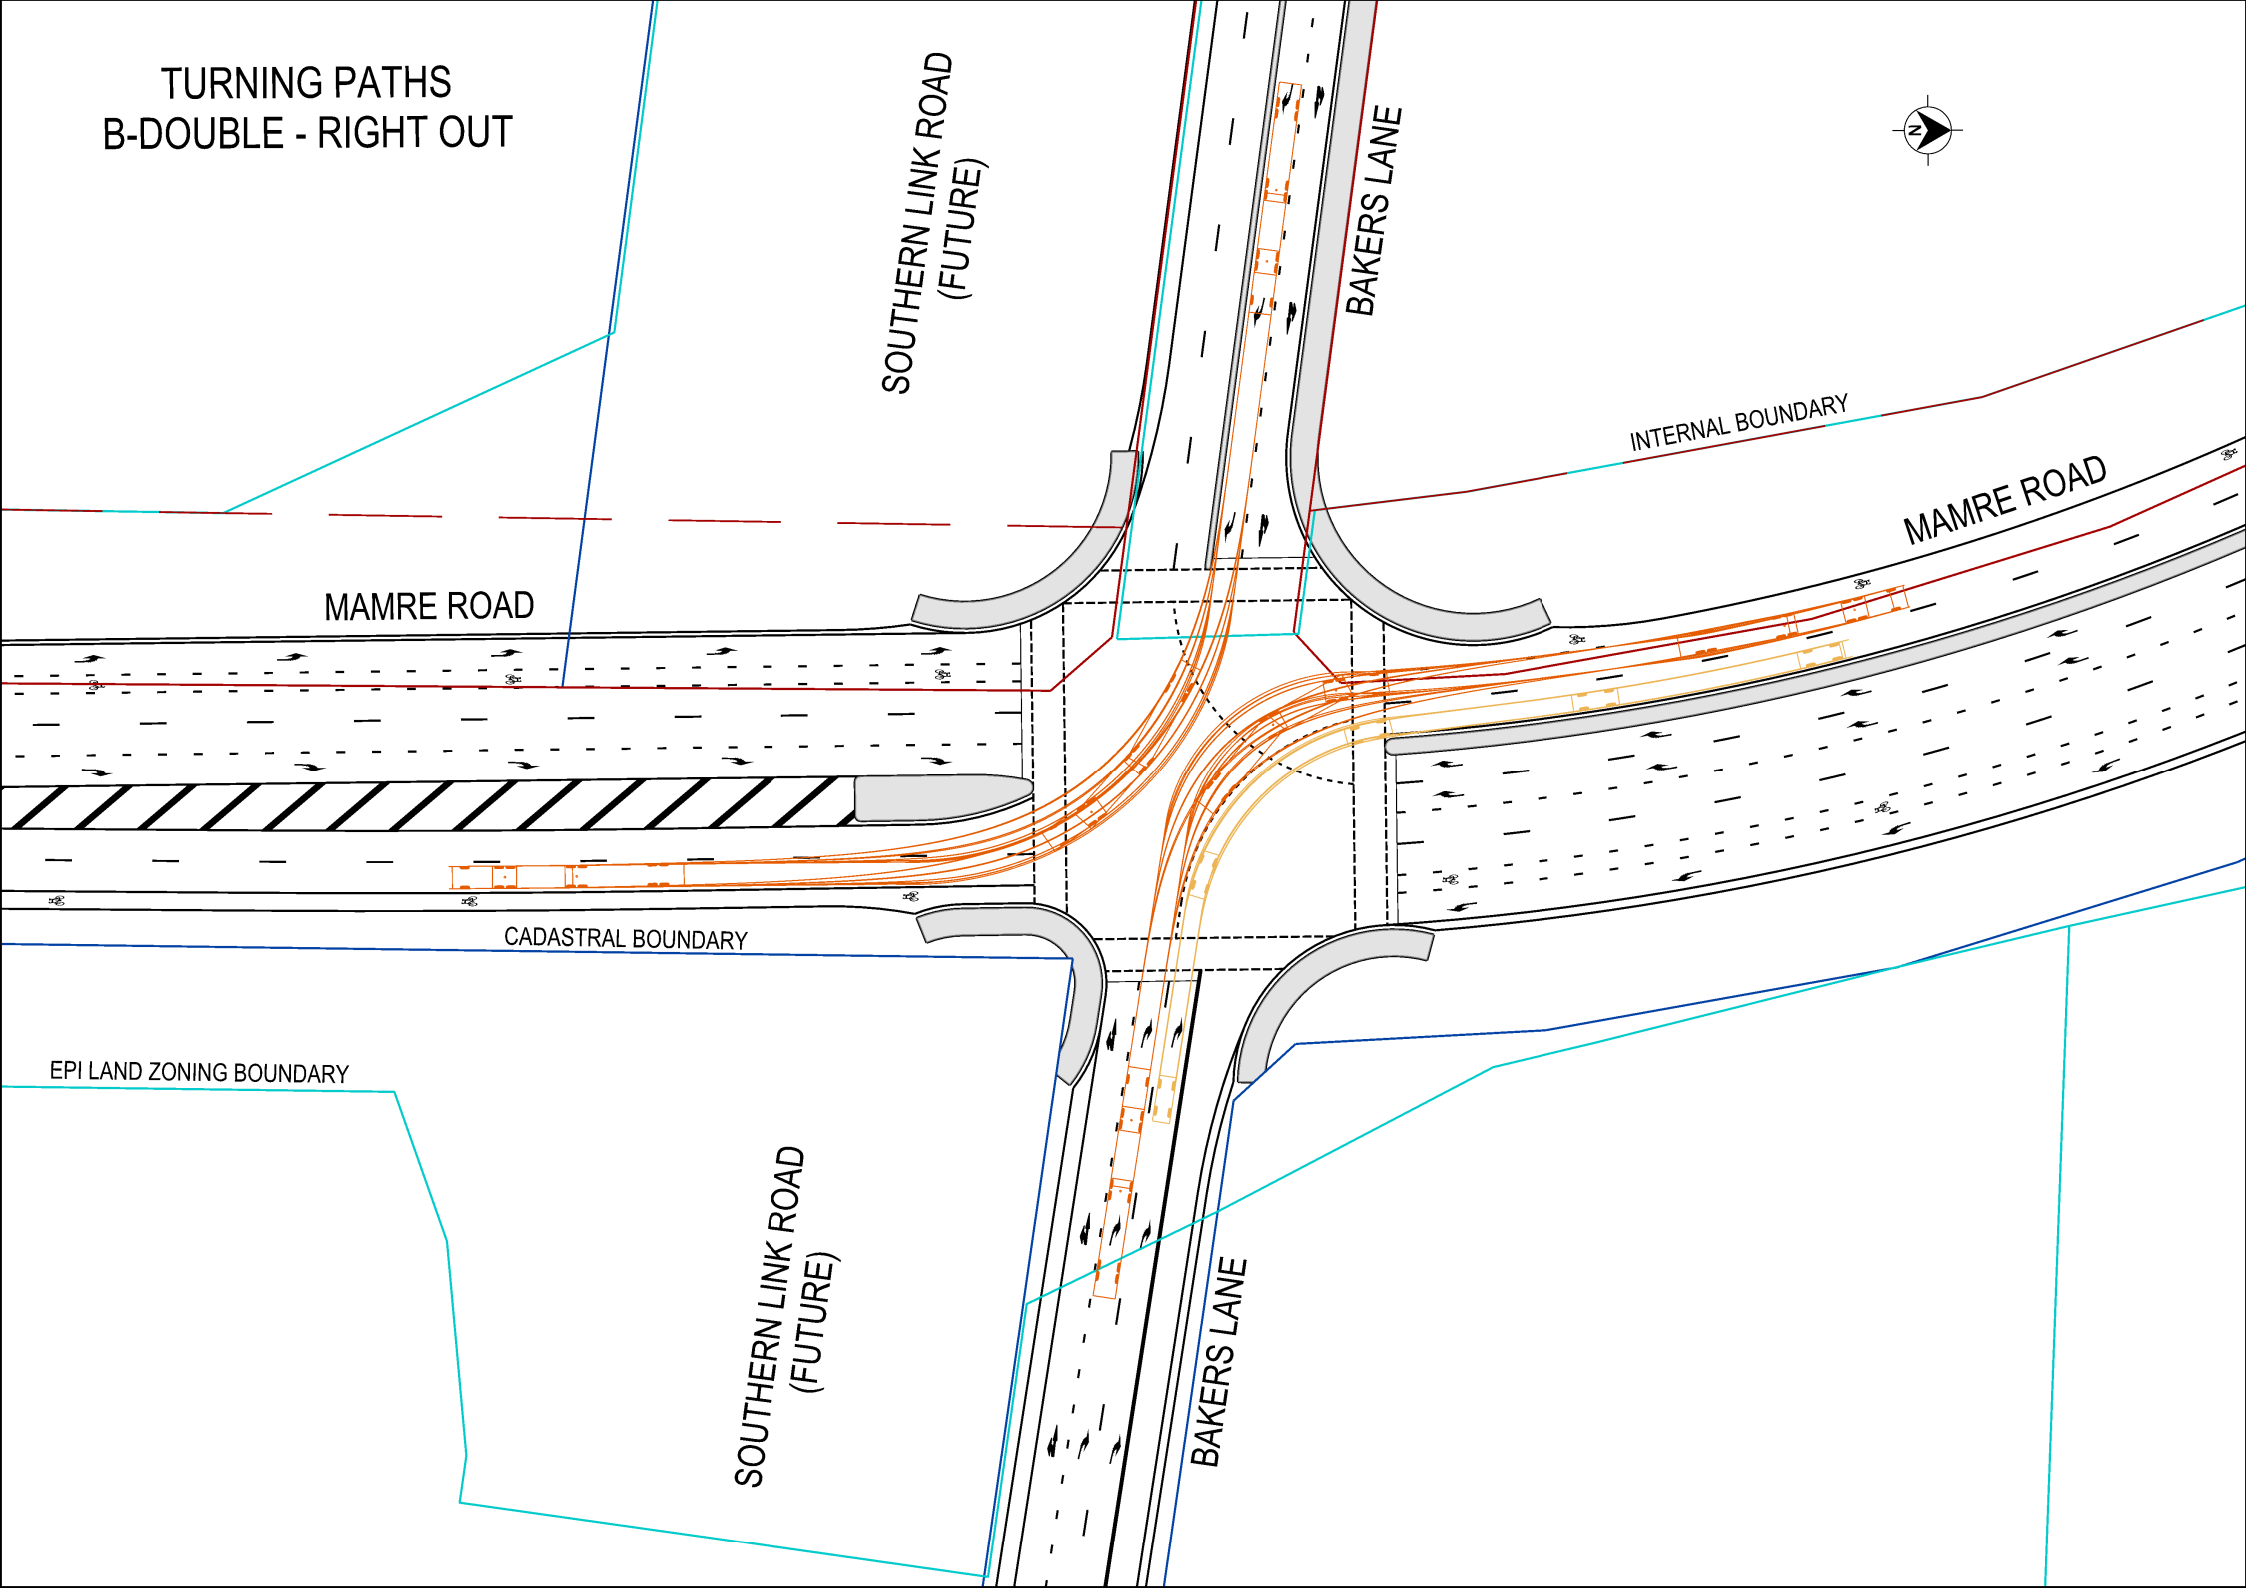 TURNING PATHS
B-DOUBLE - RIGHT OUT
SOUTHERN LINK ROAD
(FUTURE)
BAKERS LANE
N
INTERNAL BOUNDARY
MAMRE ROAD
MAMRE ROAD
CADASTRAL BOUNDARY
EPI LAND ZONING BOUNDARY
SOUTHERN LINK ROAD
(FUTURE)
BAKERS LANE